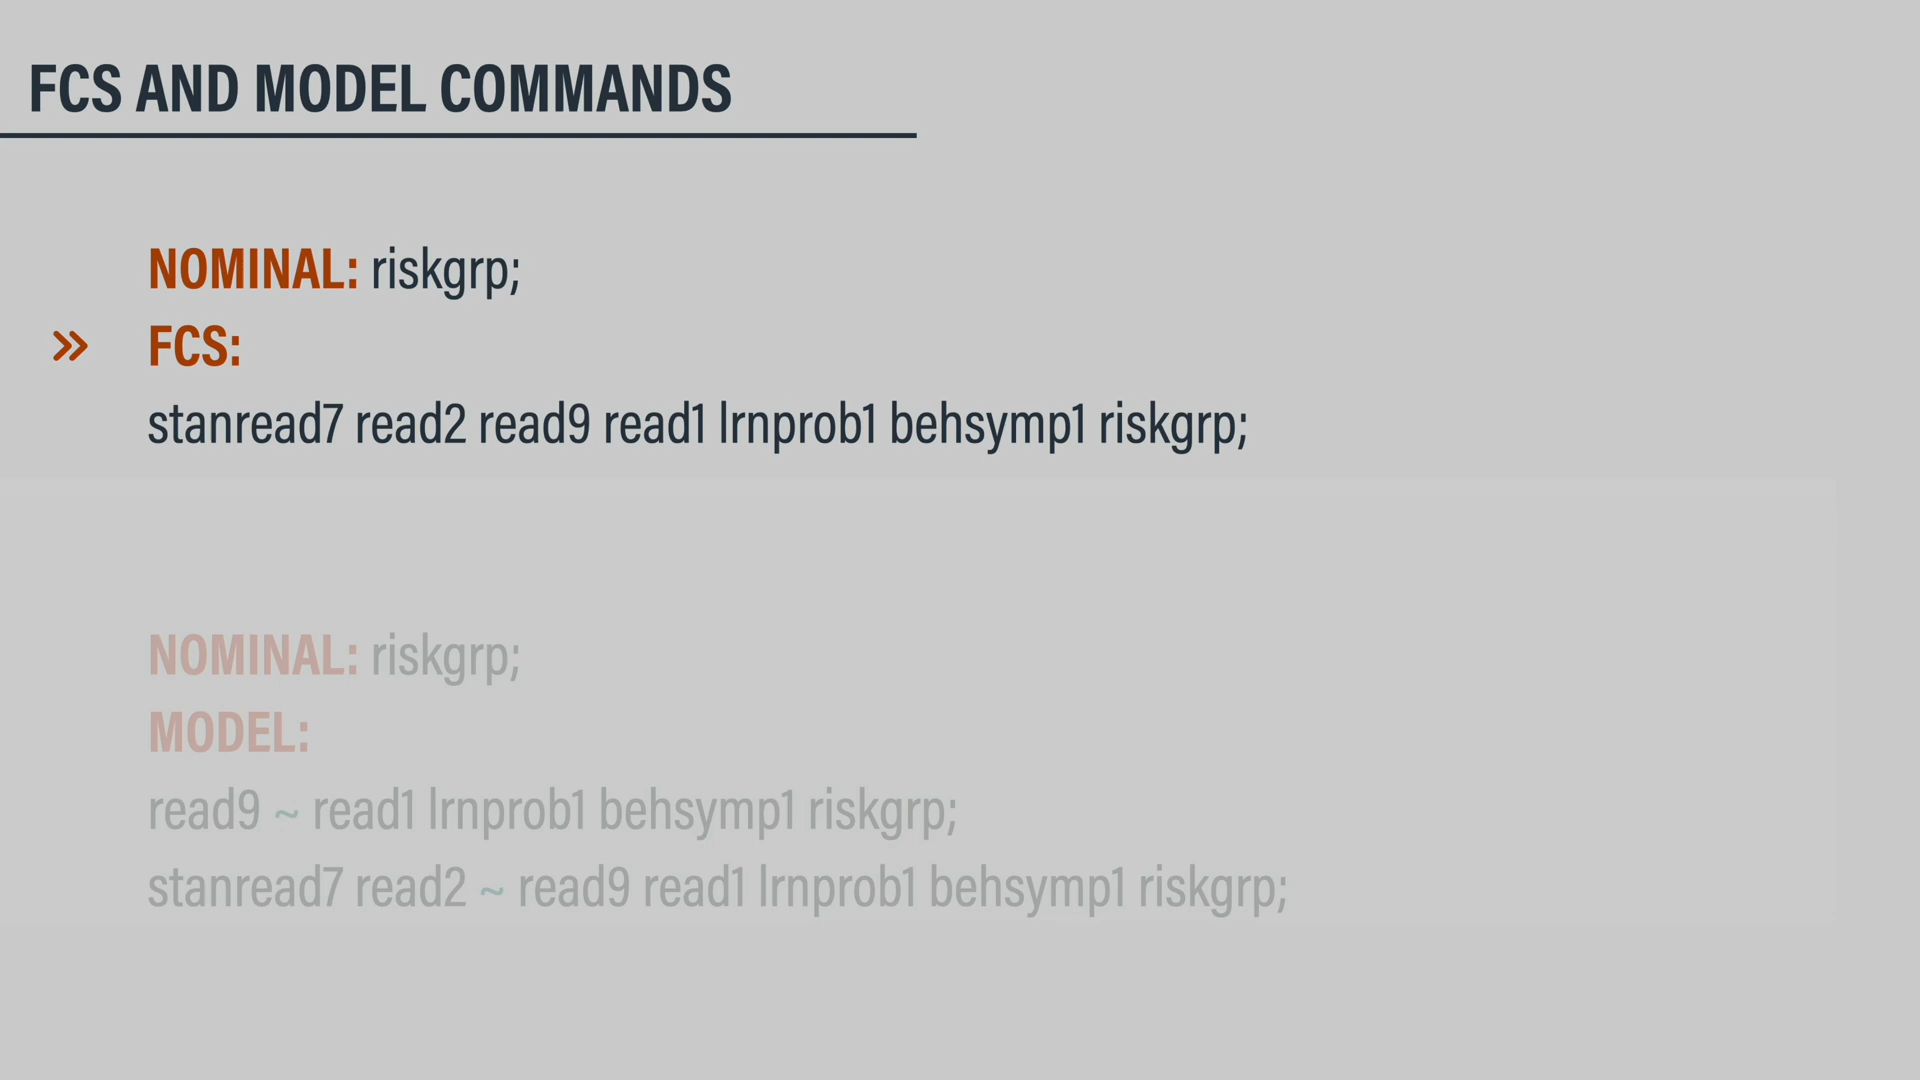 FCS AND MODEL COMMANDS
NOMINAL: riskgrp;
» FCS:
stanread7 read2 read9 read1 lrnprob1 behsymp1 riskgrp;
NOMINAL: riskgrp;
MODEL:
read9 ~ read1 lrnprob1 behsymp1 riskgrp;
stanread7 read2 ~ read9 read1 lrnprob1 behsymp1 riskgrp;